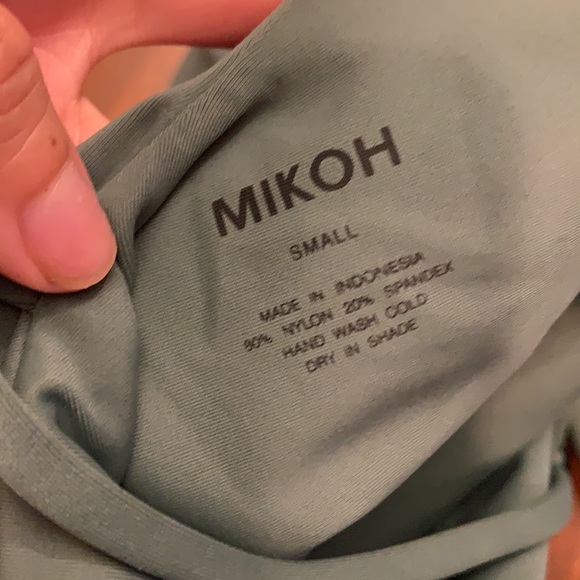 MIKOH
SMALL
MADE IN INDONESIA
80% NYLON 20% SPANDEX
HAND WASH COLD
DRY IN SHADE